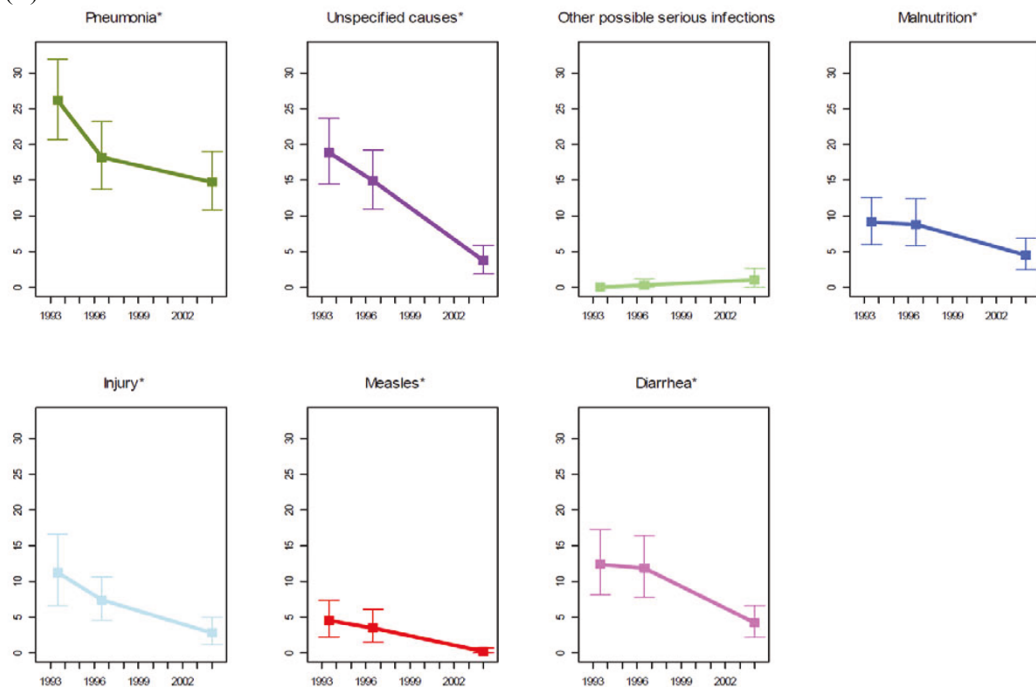 Pneumonia* Unspecified causes* Other possible serious infections Malnutrition*
30 30 30 30
25 25 25 25
20 20 20 20
15 15 15 15
10 10 10 10
5 5 5 5
0 0 0 0
1993 1996 1999 2002 1993 1996 1999 2002 1993 1996 1999 2002 1993 1996 1999 2002
Injury* Measles* Diarrhea*
30 30 30
25 25 25
20 20 20
15 15 15
10 10 10
5 5 5
0 0 0
1993 1996 1999 2002 1993 1996 1999 2002 1993 1996 1999 2002